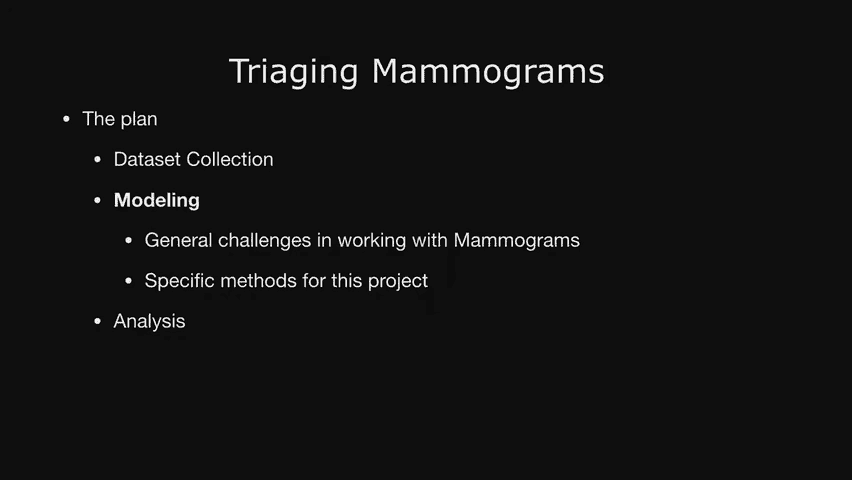 Triaging Mammograms
• The plan
• Dataset Collection
• Modeling
• General challenges in working with Mammograms
• Specific methods for this project
• Analysis